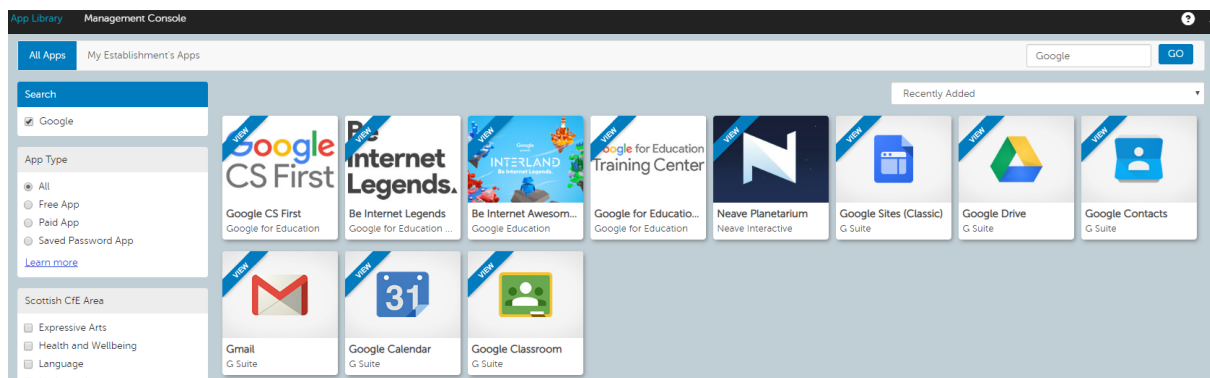 App Library Management Console ?
All Apps My Establishment's Apps Google GO
Search Recently Added
Google
App Type
All
Free App
Paid App
Saved Password App
Learn more
Scottish CfE Area
Expressive Arts
Health and Wellbeing
Language
VIEW VIEW VIEW VIEW VIEW VIEW VIEW VIEW
Google
CS First
Be
Internet
Legends.
Google
INTERLAND
Be Internet Legends.
Google for Education
Training Center
N
Google CS First Be Internet Legends Be Internet Awesom... Google for Educatio... Neave Planetarium Google Sites (Classic) Google Drive Google Contacts
Google for Education Google for Education ... Google Education Google for Education Neave Interactive G Suite G Suite G Suite
VIEW VIEW VIEW
31
Gmail Google Calendar Google Classroom
G Suite G Suite G Suite